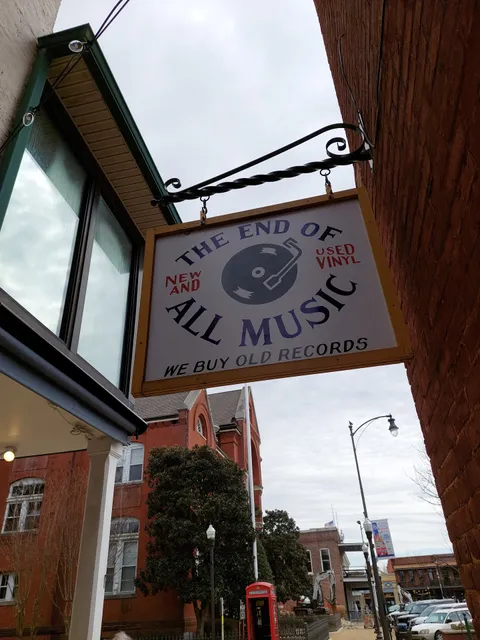 THE END OF
NEW AND
USED VINYL
ALL MUSIC
WE BUY OLD RECORDS